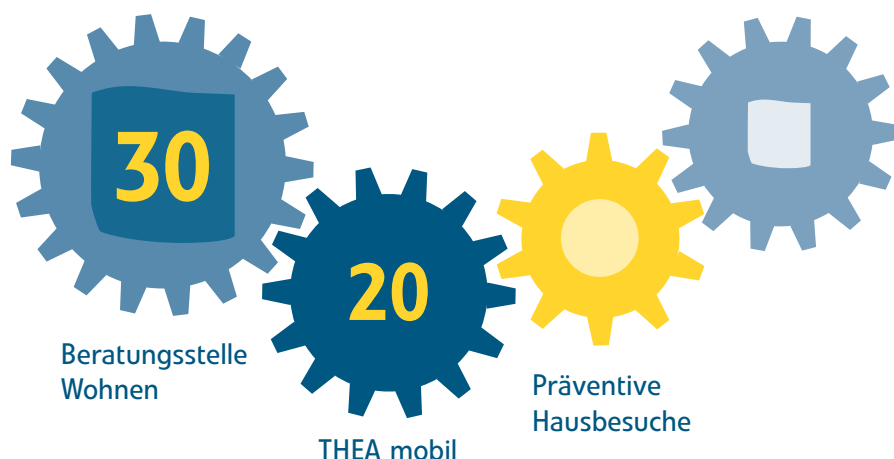 30
Beratungsstelle
Wohnen
20
THEA mobil
Präventive
Hausbesuche